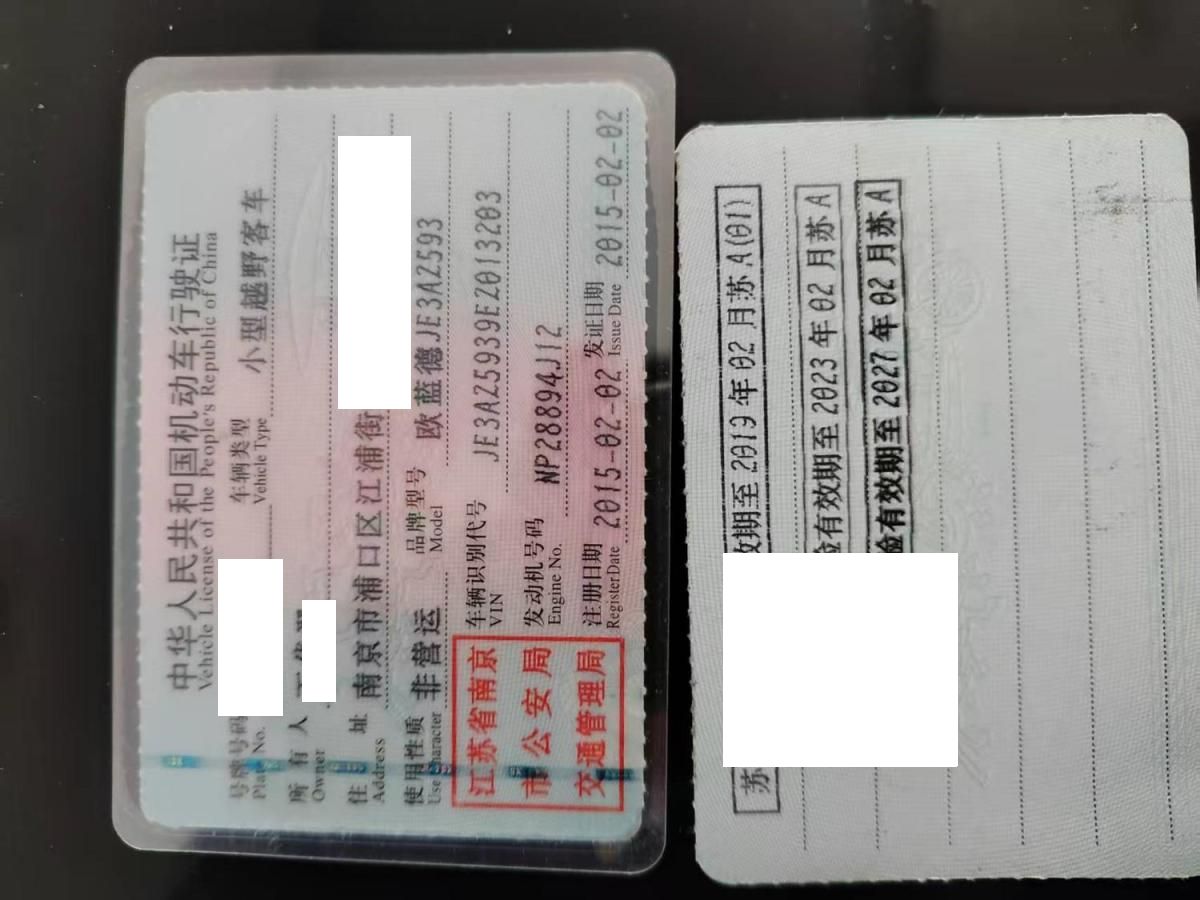 中华人民共和国机动车行驶证
Vehicle License of the People's Republic of China
号牌号码
Plate No.
车辆类型
Vehicle Type
小型越野客车
所有人
Owner
住址
Address
南京市浦口区江浦街
使用性质
Use Character
非营运
品牌型号
Model
欧蓝德JE3AZ593
江苏省南京
市公安局
交通管理局
车辆识别代号
VIN
JE3AZ5939EZ013203
发动机号码
Engine No.
NP28894J12
注册日期
Register Date
2015-02-02
发证日期
Issue Date
2015-02-02
苏
效期至2019年02月苏A(01)
检有效期至2023年02月苏A
检有效期至2027年02月苏A